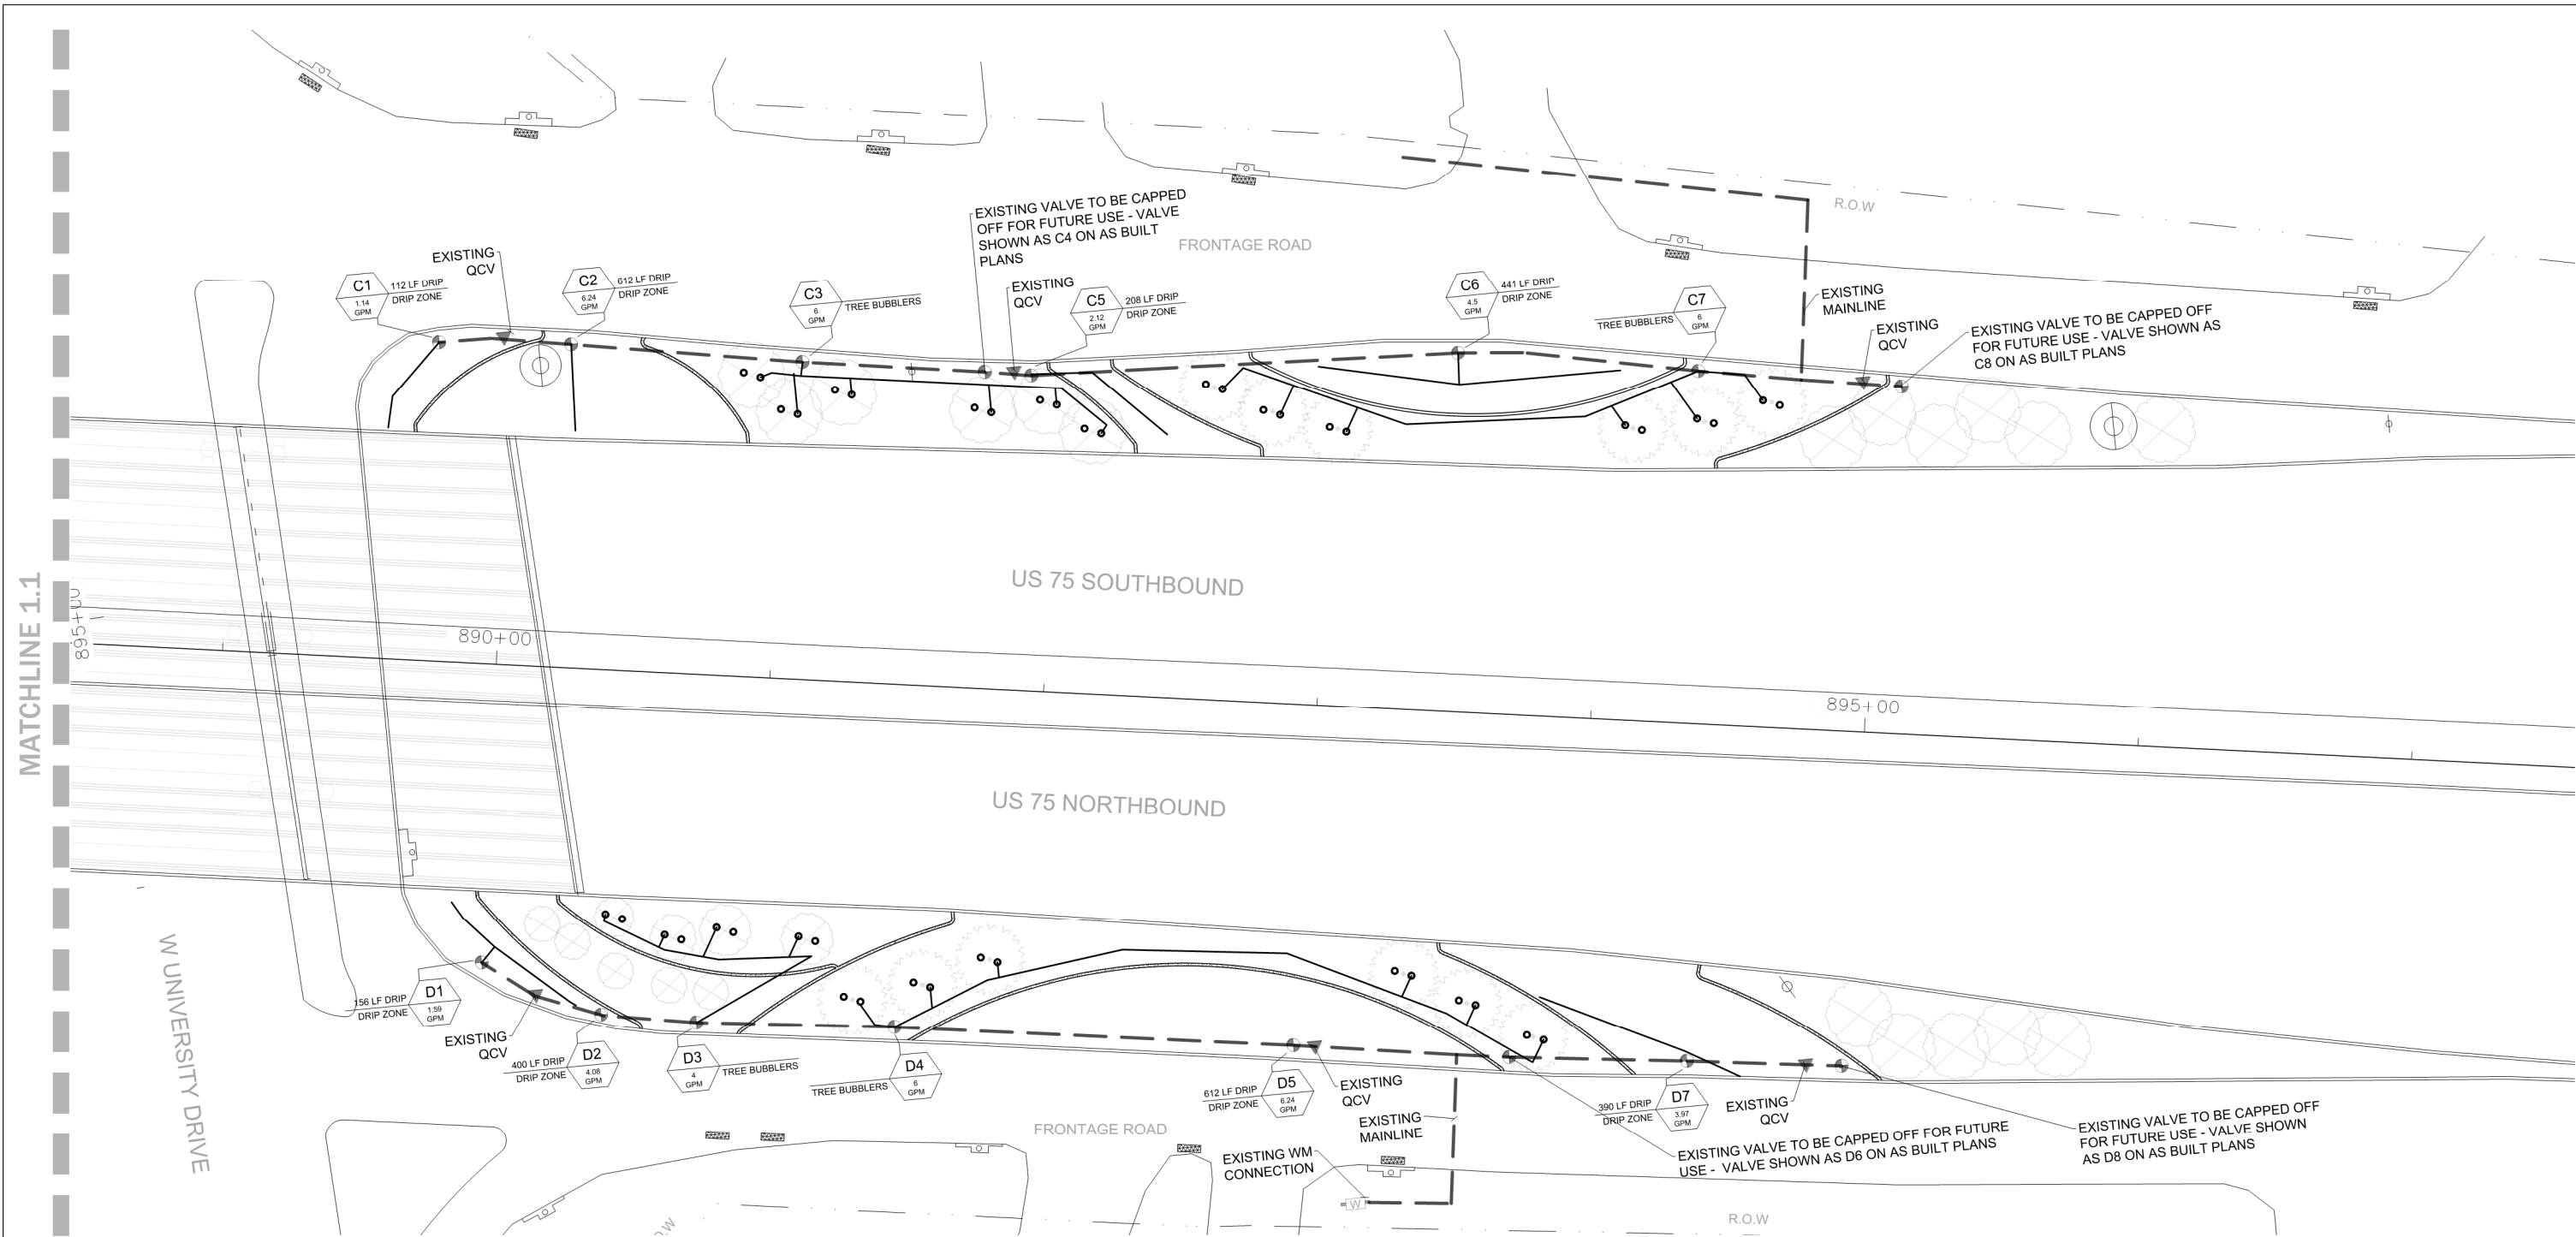 MATCHLINE 1.1
EXISTING VALVE TO BE CAPPED
OFF FOR FUTURE USE - VALVE
SHOWN AS C4 ON AS BUILT
PLANS
FRONTAGE ROAD
R.O.W
EXISTING
QCV
C1
1.14
GPM
112 LF DRIP
DRIP ZONE
C2
6.24
GPM
612 LF DRIP
DRIP ZONE
C3
6
GPM
TREE BUBBLERS
EXISTING
QCV
C5
2.12
GPM
208 LF DRIP
DRIP ZONE
C6
4.5
GPM
441 LF DRIP
DRIP ZONE
C7
6
GPM
TREE BUBBLERS
EXISTING
MAINLINE
EXISTING
QCV
EXISTING VALVE TO BE CAPPED OFF
FOR FUTURE USE - VALVE SHOWN AS
C8 ON AS BUILT PLANS
US 75 SOUTHBOUND
895+00
890+00
895+00
US 75 NORTHBOUND
W UNIVERSITY DRIVE
D1
1.59
GPM
156 LF DRIP
DRIP ZONE
EXISTING
QCV
D2
4.08
GPM
400 LF DRIP
DRIP ZONE
D3
4
GPM
TREE BUBBLERS
D4
6
GPM
TREE BUBBLERS
D5
6.24
GPM
612 LF DRIP
DRIP ZONE
EXISTING
QCV
EXISTING
MAINLINE
D7
3.97
GPM
390 LF DRIP
DRIP ZONE
EXISTING
QCV
EXISTING VALVE TO BE CAPPED OFF FOR FUTURE
USE - VALVE SHOWN AS D6 ON AS BUILT PLANS
EXISTING VALVE TO BE CAPPED OFF
FOR FUTURE USE - VALVE SHOWN
AS D8 ON AS BUILT PLANS
FRONTAGE ROAD
EXISTING WM
CONNECTION
W
R.O.W